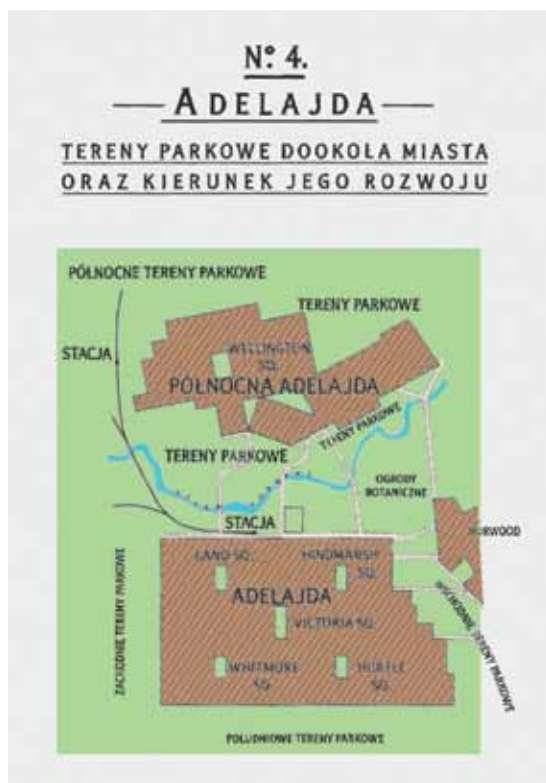 Nº 4.
ADELAJDA
TERENY PARKOWE DOOKOŁA MIASTA
ORAZ KIERUNEK JEGO ROZWOJU
PÓŁNOCNE TERENY PARKOWE
TERENY PARKOWE
STACJA
WELLINGTON
SQ.
PÓŁNOCNA ADELAJDA
TERENY PARKOWE
TERENY PARKOWE
OGRODY
BOTANICZNE
STACJA
NORWOOD
LAND SQ.
HINDMARSH
SQ.
ADELAJDA
VICTORIA SQ.
WHITMORE
SQ.
HURTLE
SQ.
ZACHODNIE TERENY PARKOWE
WSCHODNIE TERENY PARKOWE
POŁUDNIOWE TERENY PARKOWE